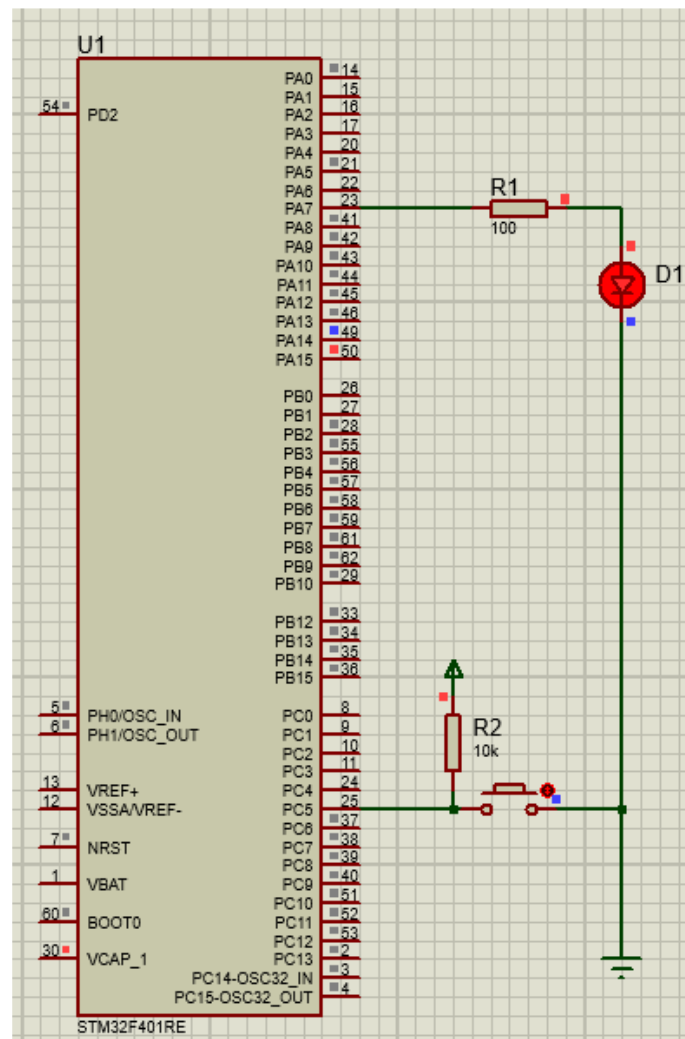 U1
54 PD2
PA0 14
PA1 15
PA2 16
PA3 17
PA4 20
PA5 21
PA6 22
PA7 23
PA8 41
PA9 42
PA10 43
PA11 44
PA12 45
PA13 46
PA14 49
PA15 50
R1
100
D1
PB0 26
PB1 27
PB2 28
PB3 55
PB4 56
PB5 57
PB6 58
PB7 59
PB8 61
PB9 62
PB10 29
PB12 33
PB13 34
PB14 35
PB15 36
5 PH0/OSC_IN
6 PH1/OSC_OUT
PC0 8
PC1 9
PC2 10
PC3 11
PC4 24
PC5 25
PC6 37
PC7 38
PC8 39
PC9 40
PC10 51
PC11 52
PC12 53
PC13 2
PC14-OSC32_IN 3
PC15-OSC32_OUT 4
R2
10k
13 VREF+
12 VSSA/VREF-
7 NRST
1 VBAT
60 BOOT0
30 VCAP_1
STM32F401RE